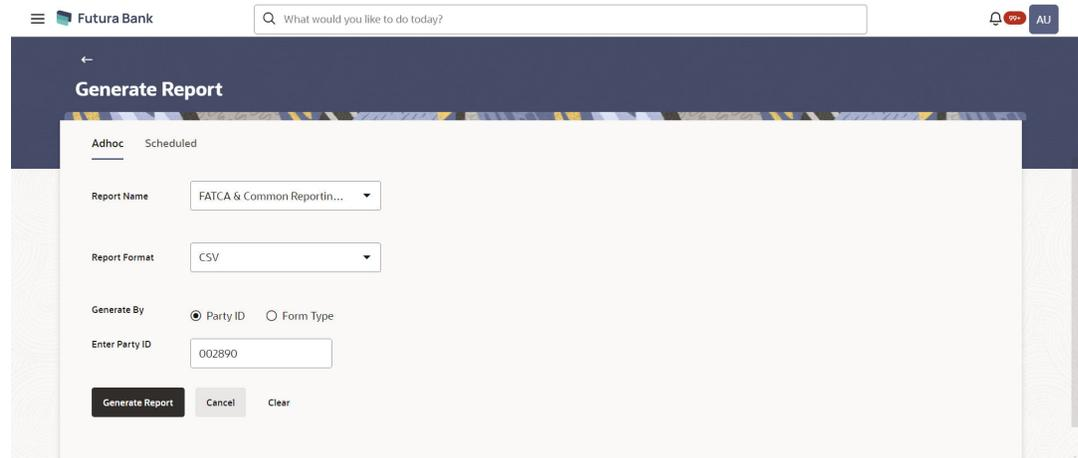 Futura Bank
What would you like to do today?
99+
AU
Generate Report
Adhoc Scheduled
Report Name FATCA & Common Reportin...
Report Format CSV
Generate By Party ID Form Type
Enter Party ID 002890
Generate Report Cancel Clear